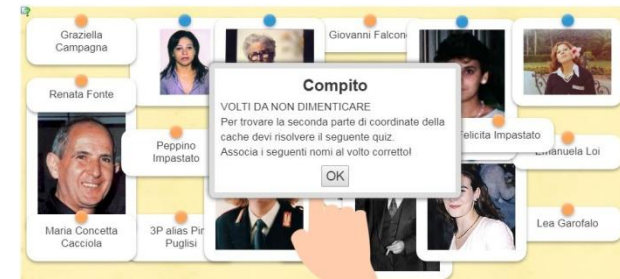 Graziella
Campagna
Giovanni Falcon
Renata Fonte
Compito
VOLTI DA NON DIMENTICARE
Per trovare la seconda parte di coordinate della
cache devi risolvere il seguente quiz.
Associa i seguenti nomi al volto corretto!
OK
Peppino
Impastato
Felicita Impastato
Emanuela Loi
Maria Concetta
Cacciola
3P alias Pin
Puglisi
Lea Garofalo